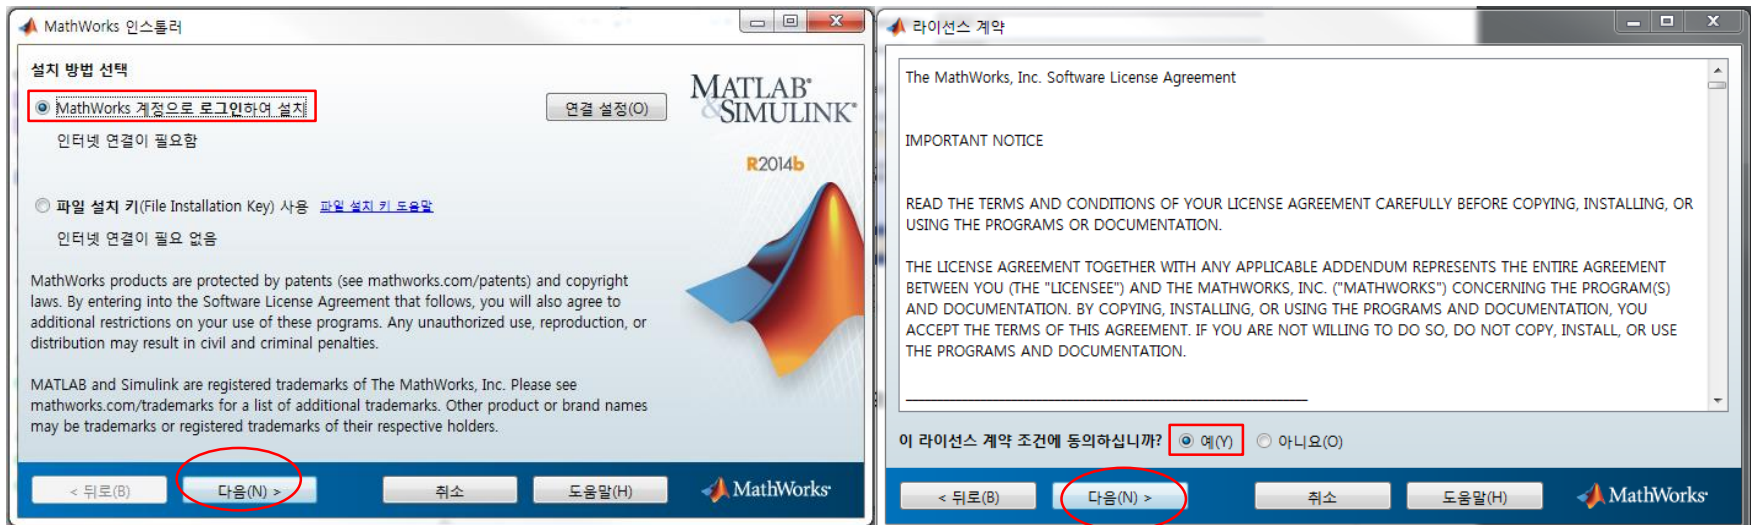 MathWorks 인스톨러
설치 방법 선택
MathWorks 계정으로 로그인하여 설치
연결 설정(O)
인터넷 연결이 필요함
파일 설치 키(File Installation Key) 사용 파일 설치 키 도움말
인터넷 연결이 필요 없음
MATLAB®
&SIMULINK®
R2014b
MathWorks products are protected by patents (see mathworks.com/patents) and copyright
laws. By entering into the Software License Agreement that follows, you will also agree to
additional restrictions on your use of these programs. Any unauthorized use, reproduction, or
distribution may result in civil and criminal penalties.
MATLAB and Simulink are registered trademarks of The MathWorks, Inc. Please see
mathworks.com/trademarks for a list of additional trademarks. Other product or brand names
may be trademarks or registered trademarks of their respective holders.
< 뒤로(B) 다음(N) > 취소 도움말(H) MathWorks®
라이선스 계약
The MathWorks, Inc. Software License Agreement
IMPORTANT NOTICE
READ THE TERMS AND CONDITIONS OF YOUR LICENSE AGREEMENT CAREFULLY BEFORE COPYING, INSTALLING, OR
USING THE PROGRAMS OR DOCUMENTATION.
THE LICENSE AGREEMENT TOGETHER WITH ANY APPLICABLE ADDENDUM REPRESENTS THE ENTIRE AGREEMENT
BETWEEN YOU (THE "LICENSEE") AND THE MATHWORKS, INC. ("MATHWORKS") CONCERNING THE PROGRAM(S)
AND DOCUMENTATION. BY COPYING, INSTALLING, OR USING THE PROGRAMS AND DOCUMENTATION, YOU
ACCEPT THE TERMS OF THIS AGREEMENT. IF YOU ARE NOT WILLING TO DO SO, DO NOT COPY, INSTALL, OR USE
THE PROGRAMS AND DOCUMENTATION.
이 라이선스 계약 조건에 동의하십니까? 예(Y) 아니요(O)
< 뒤로(B) 다음(N) > 취소 도움말(H) MathWorks®